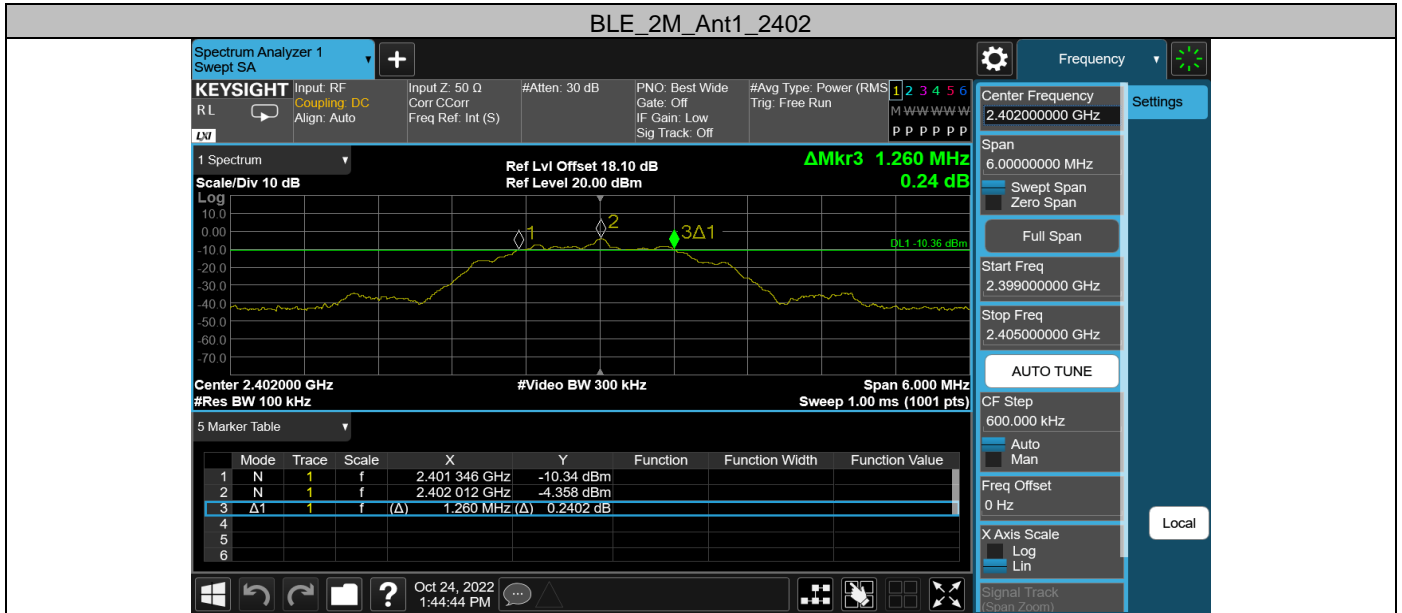 BLE_2M_Ant1_2402
Spectrum Analyzer 1
Swept SA
+
Frequency
KEYSIGHT
RL
LXI
Input: RF
Coupling: DC
Align: Auto
Input Z: 50 Ω
Corr CCorr
Freq Ref: Int (S)
#Atten: 30 dB
PNO: Best Wide
Gate: Off
IF Gain: Low
Sig Track: Off
#Avg Type: Power (RMS
Trig: Free Run
1 2 3 4 5 6
M W W W W W
P P P P P P
1 Spectrum
Scale/Div 10 dB
Ref Lvl Offset 18.10 dB
Ref Level 20.00 dBm
ΔMkr3 1.260 MHz
0.24 dB
Log
10.0
0.00
-10.0
-20.0
-30.0
-40.0
-50.0
-60.0
-70.0
1
2
3Δ1
DL1 -10.36 dBm
Center 2.402000 GHz
#Video BW 300 kHz
Span 6.000 MHz
#Res BW 100 kHz
Sweep 1.00 ms (1001 pts)
5 Marker Table
Mode Trace Scale X Y Function Function Width Function Value
1 N 1 f 2.401 346 GHz -10.34 dBm
2 N 1 f 2.402 012 GHz -4.358 dBm
3 Δ1 1 f (Δ) 1.260 MHz (Δ) 0.2402 dB
4
5
6
?
Oct 24, 2022
1:44:44 PM
Center Frequency
2.402000000 GHz
Settings
Span
6.00000000 MHz
Swept Span
Zero Span
Full Span
Start Freq
2.399000000 GHz
Stop Freq
2.405000000 GHz
AUTO TUNE
CF Step
600.000 kHz
Auto
Man
Freq Offset
0 Hz
X Axis Scale
Log
Lin
Local
Signal Track
(Span Zoom)